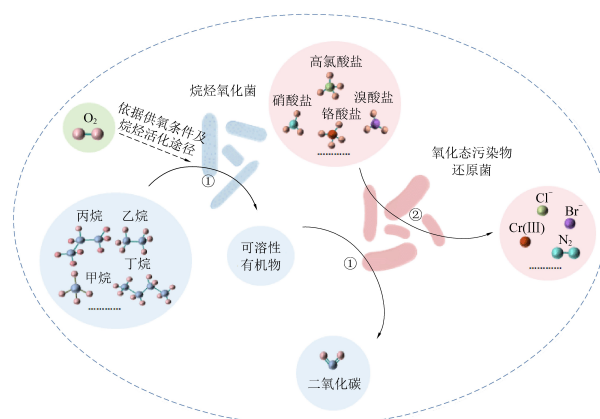 高氯酸盐
烷烃氧化菌
硝酸盐
溴酸盐
铬酸盐
…………
O₂
依据供氧条件及
烷烃活化途径
①
氧化态污染物
还原菌
②
Cl⁻
Br⁻
Cr(III)
N₂
…………
丙烷
乙烷
甲烷
丁烷
…………
可溶性
有机物
①
二氧化碳